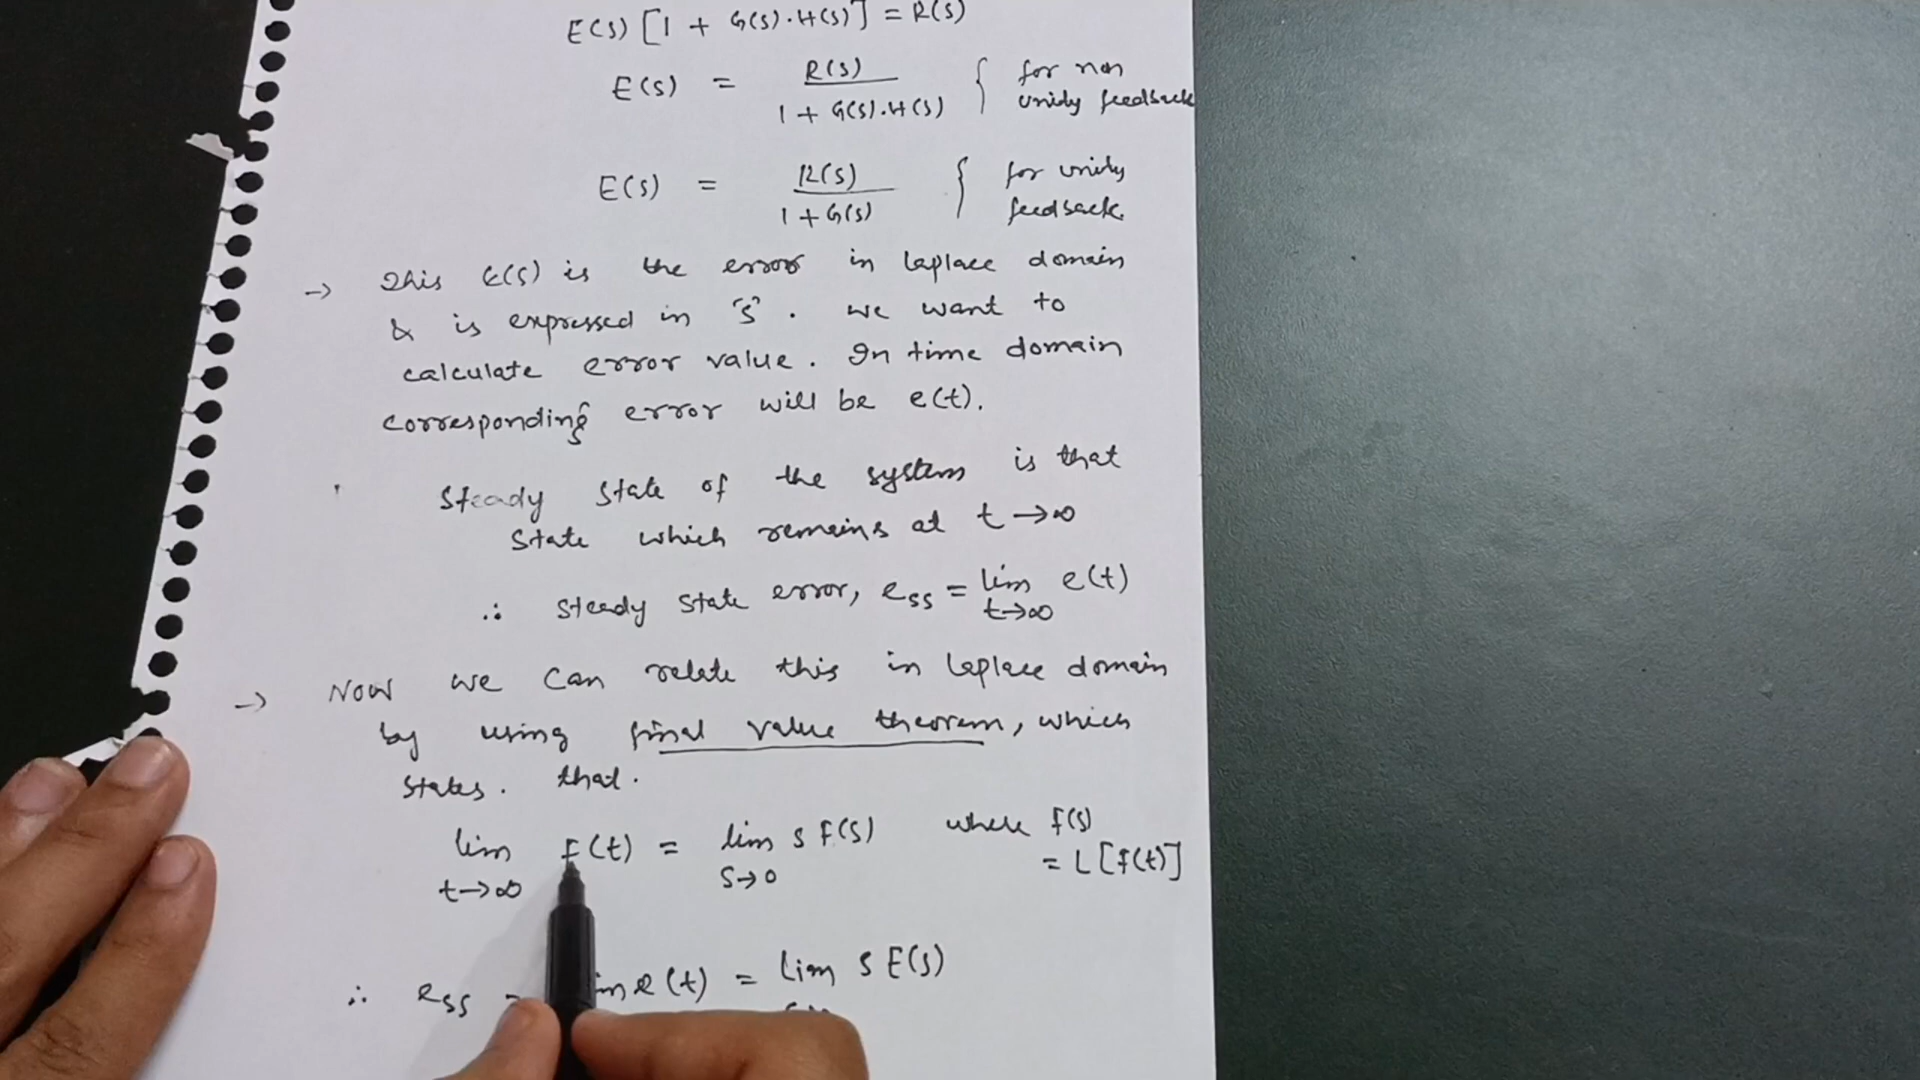 E(s) [1 + G(s).H(s)] = R(s)
E(s) = R(s) / 1 + G(s).H(s) { for non unity feedback
E(s) = R(s) / 1 + G(s) { for unity feedback.
→ This E(s) is the error in laplace domain
& is expressed in 's'. we want to
calculate error value. In time domain
corresponding error will be e(t).
Steady State of the system is that
State which remains at t → ∞
∴ Steady State error, ess = lim t→∞ e(t)
→ Now we can relate this in laplace domain
by using final value theorem, which
states. that.
lim t→∞ f(t) = lim s→0 s F(s) where f(s) = L[f(t)]
∴ ess = e(t) = Lim s E(s)